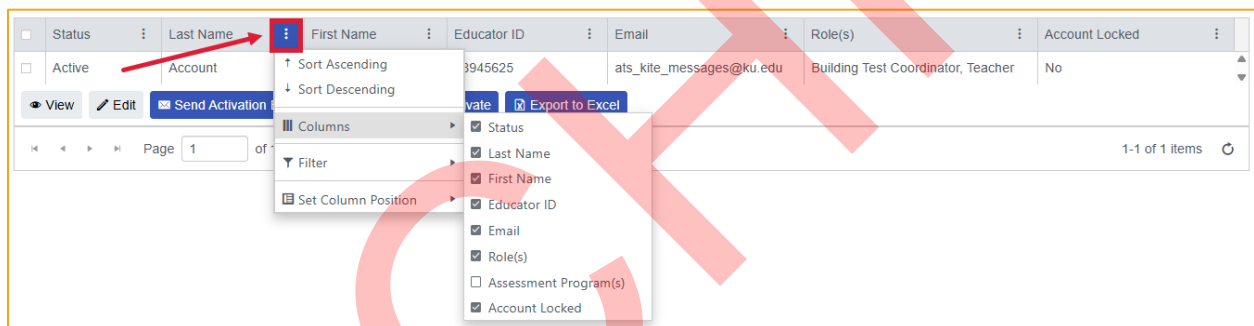 Status Last Name First Name Educator ID Email Role(s) Account Locked
Active Account 3945625 ats_kite_messages@ku.edu Building Test Coordinator, Teacher No
View Edit Send Activation vate Export to Excel
Page 1 of 1-1 of 1 items
Sort Ascending
Sort Descending
Columns
Filter
Set Column Position
Status
Last Name
First Name
Educator ID
Email
Role(s)
Assessment Program(s)
Account Locked